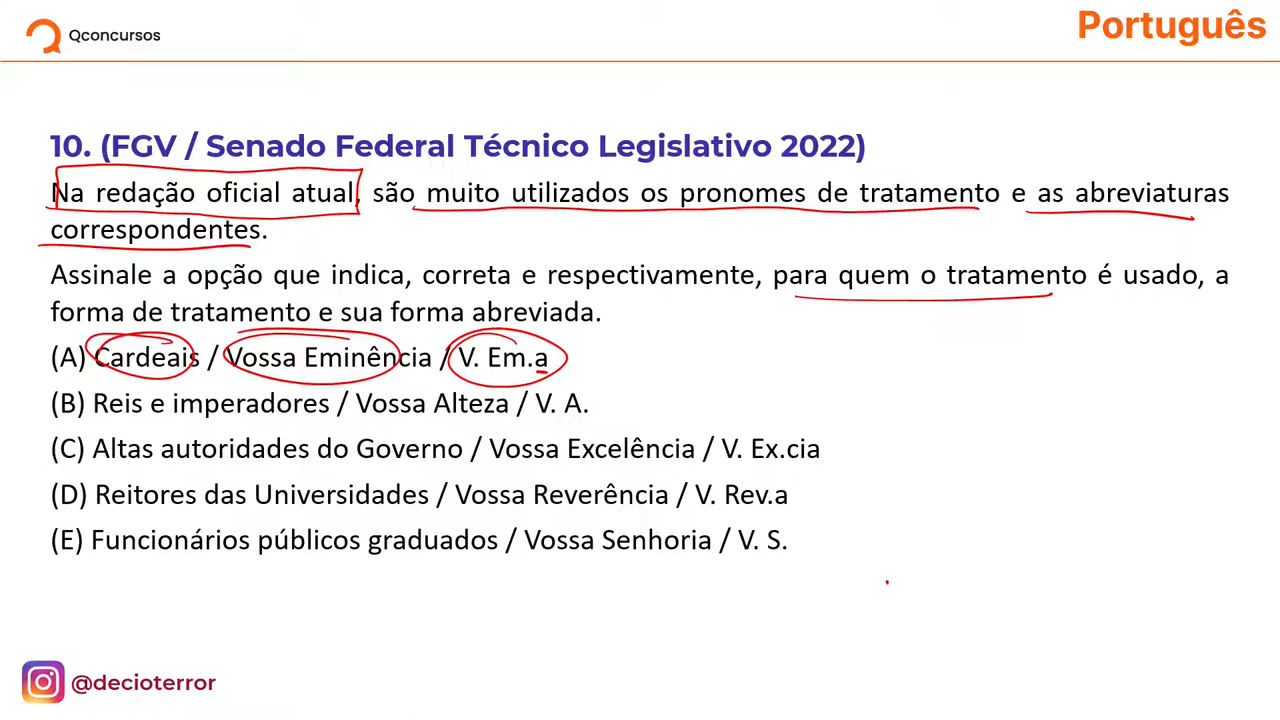 Qconcursos
Português
10. (FGV / Senado Federal Técnico Legislativo 2022)
Na redação oficial atual, são muito utilizados os pronomes de tratamento e as abreviaturas
correspondentes.
Assinale a opção que indica, correta e respectivamente, para quem o tratamento é usado, a
forma de tratamento e sua forma abreviada.
(A) Cardeais / Vossa Eminência / V. Em.a
(B) Reis e imperadores / Vossa Alteza / V. A.
(C) Altas autoridades do Governo / Vossa Excelência / V. Ex.cia
(D) Reitores das Universidades / Vossa Reverência / V. Rev.a
(E) Funcionários públicos graduados / Vossa Senhoria / V. S.
@decioterror